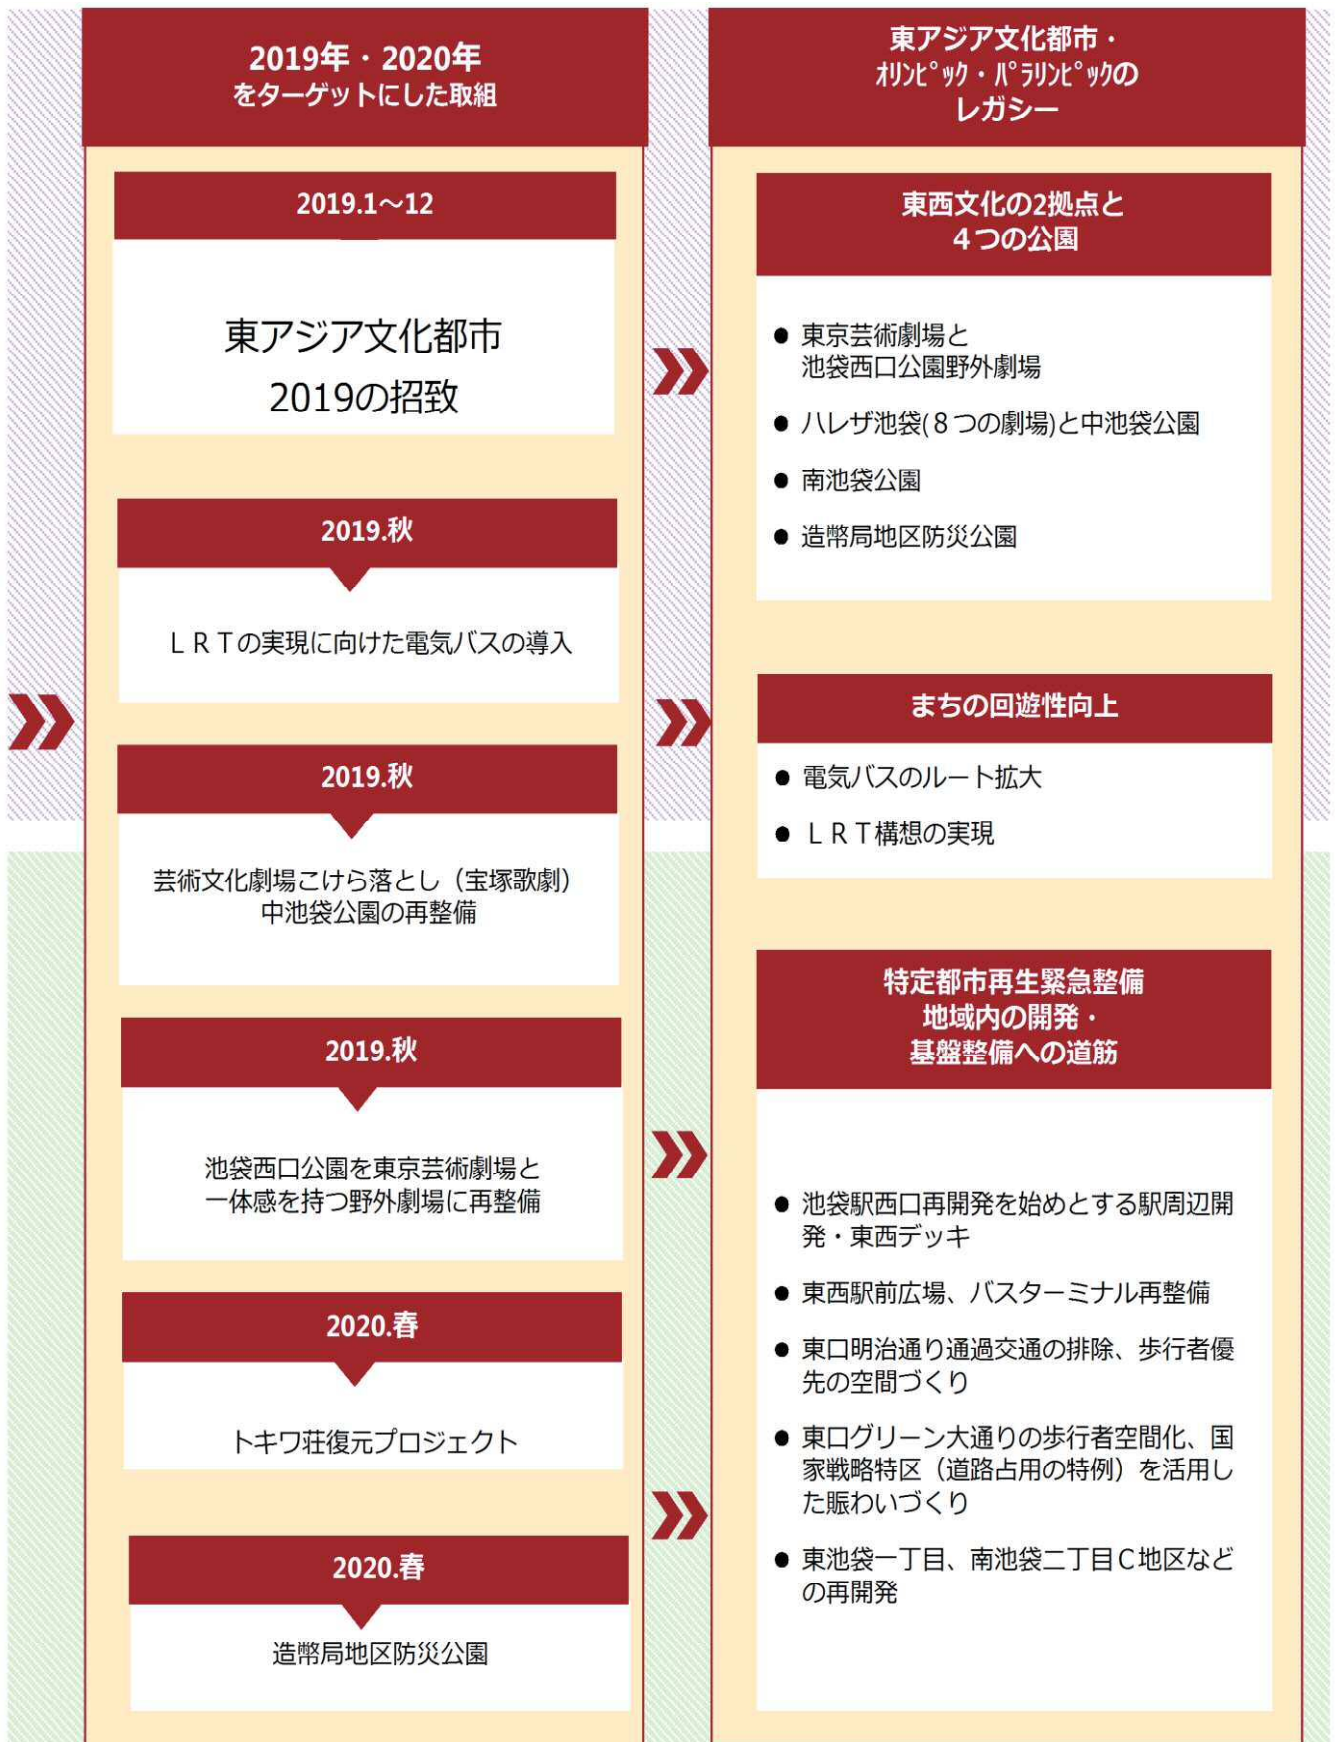 2019年・2020年
をターゲットにした取組
2019.1～12
東アジア文化都市
2019の招致
2019.秋
ＬＲＴの実現に向けた電気バスの導入
2019.秋
芸術文化劇場こけら落とし（宝塚歌劇）
中池袋公園の再整備
2019.秋
池袋西口公園を東京芸術劇場と
一体感を持つ野外劇場に再整備
2020.春
トキワ荘復元プロジェクト
2020.春
造幣局地区防災公園
東アジア文化都市・
ｵﾘﾝﾋﾟｯｸ・ﾊﾟﾗﾘﾝﾋﾟｯｸの
レガシー
東西文化の2拠点と
４つの公園
● 東京芸術劇場と
池袋西口公園野外劇場
● ハレザ池袋(８つの劇場)と中池袋公園
● 南池袋公園
● 造幣局地区防災公園
まちの回遊性向上
● 電気バスのルート拡大
● ＬＲＴ構想の実現
特定都市再生緊急整備
地域内の開発・
基盤整備への道筋
● 池袋駅西口再開発を始めとする駅周辺開
発・東西デッキ
● 東西駅前広場、バスターミナル再整備
● 東口明治通り通過交通の排除、歩行者優
先の空間づくり
● 東口グリーン大通りの歩行者空間化、国
家戦略特区（道路占用の特例）を活用し
た賑わいづくり
● 東池袋一丁目、南池袋二丁目Ｃ地区など
の再開発